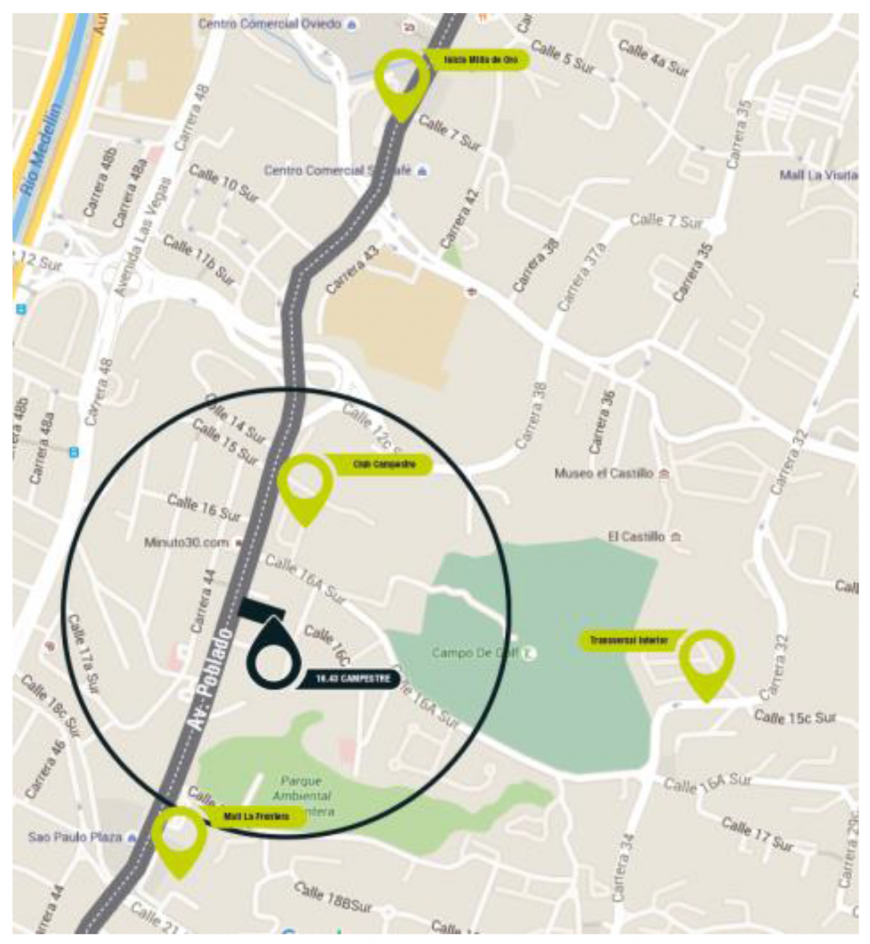 Centro Comercial Oviedo
Inicio Milla de Oro
Calle 5 Sur
Calle 4a Sur
Carrera 48
Calle 7 Sur
Carrera 35
Río Medellín
Carrera 48b
Carrera 48a
Centro Comercial S
afé
Mall La Visita
Calle 10 Sur
Carrera 42
Calle 7 Sur
Avenida Las Vegas
12 Sur
Calle 17b Sur
Carrera 43
Carrera 38
Carrera 37a
Carrera 35
Carrera 48
Carrera 48a
Calle 14 Sur
Calle 15 Sur
Calle 12c S
Carrera 38
Carrera 36
Carrera 32
Club Campestre
Museo el Castillo
Calle 16 Sur
Minuto30.com
El Castillo
Calle 16A Sur
Carrera 44
Calle 16C
Calle 17a Sur
Av. Poblado
Campo De Golf
Transversal Inferior
16.43 CAMPESTRE
Carrera 32
Calle 16A Sur
Calle 18c Sur
Calle 15c Sur
Carrera 46
Parque
Ambiental
ntera
Calle 16A Sur
Mall La Frontera
Sao Paulo Plaza
Calle 17 Sur
Carrera 34
Carrera 29c
Calle 18BSur
Calle 21